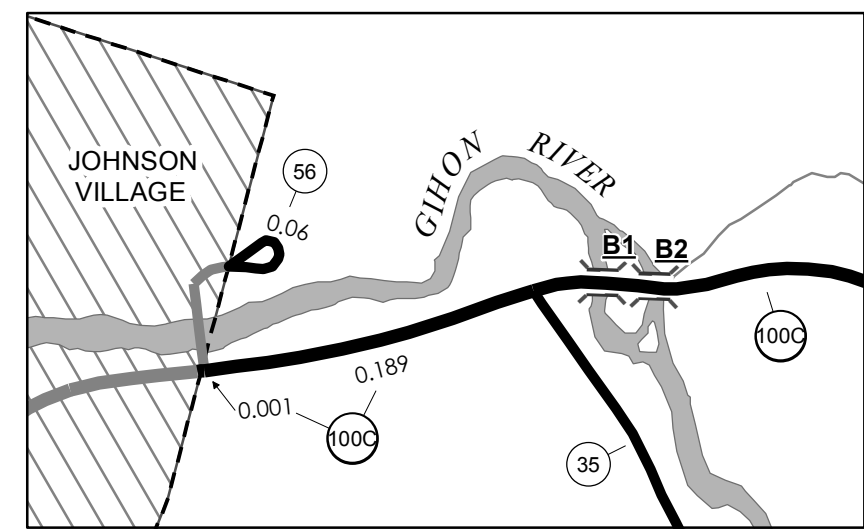 JOHNSON
VILLAGE
56
0.06
GIHON RIVER
B1 B2
100C
0.189
0.001
100C
35